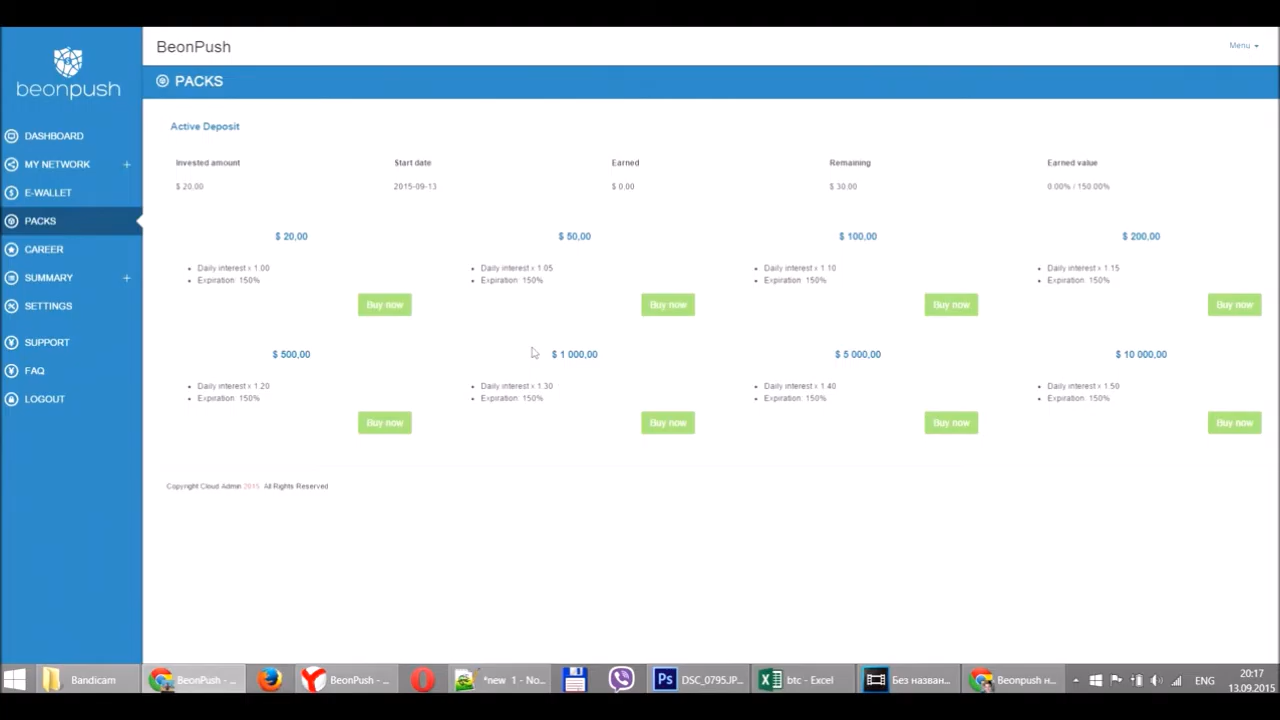 BeonPush
Menu
beonpush
PACKS
DASHBOARD
MY NETWORK +
E-WALLET
PACKS
CAREER
SUMMARY +
SETTINGS
SUPPORT
FAQ
LOGOUT
Active Deposit
Invested amount Start date Earned Remaining Earned value
$ 20.00 2015-09-13 $ 0.00 $ 30.00 0.00% / 150.00%
$ 20,00 $ 50,00 $ 100,00 $ 200,00
• Daily interest x 1.00 • Daily interest x 1.05 • Daily interest x 1.10 • Daily interest x 1.15
• Expiration: 150% • Expiration: 150% • Expiration: 150% • Expiration: 150%
Buy now Buy now Buy now Buy now
$ 500,00 $ 1 000,00 $ 5 000,00 $ 10 000,00
• Daily interest x 1.20 • Daily interest x 1.30 • Daily interest x 1.40 • Daily interest x 1.50
• Expiration: 150% • Expiration: 150% • Expiration: 150% • Expiration: 150%
Buy now Buy now Buy now Buy now
Copyright Cloud Admin 2015. All Rights Reserved
Bandicam BeonPush - ... BeonPush - ... *new 1 - No... Ps DSC_0795.JP... btc - Excel Без назван... Beonpush н... ENG 20:17
13.09.2015